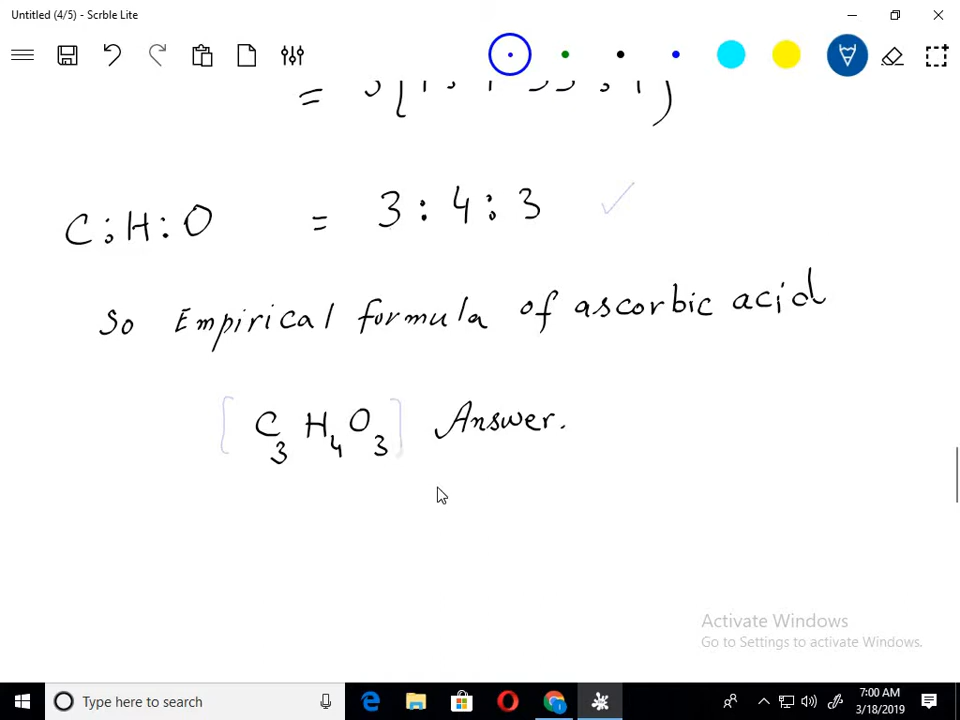 Untitled (4/5) - Scrble Lite
C:H:O = 3:4:3
So Empirical formula of ascorbic acid
[C3H4O3] Answer.
Activate Windows
Go to Settings to activate Windows.
Type here to search
7:00 AM
3/18/2019